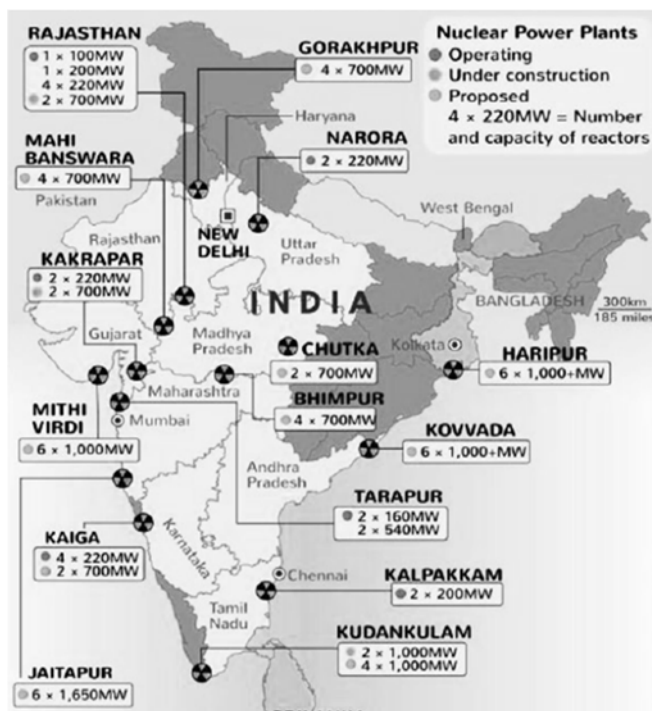 Nuclear Power Plants
Operating
Under construction
Proposed
4 × 220MW = Number
and capacity of reactors
RAJASTHAN
1 × 100MW
1 × 200MW
4 × 220MW
2 × 700MW
GORAKHPUR
4 × 700MW
Haryana
NARORA
2 × 220MW
MAHI
BANSWARA
4 × 700MW
Pakistan
NEW
DELHI
West Bengal
Rajasthan
Uttar
Pradesh
KAKRAPAR
2 × 220MW
2 × 700MW
INDIA
BANGLADESH
300km
185 miles
Gujarat
Madhya
Pradesh
CHUTKA
2 × 700MW
Kolkata
HARIPUR
6 × 1,000+MW
Maharashtra
BHIMPUR
4 × 700MW
MITHI
VIRDI
6 × 1,000MW
Mumbai
KOVVADA
6 × 1,000+MW
Andhra
Pradesh
TARAPUR
2 × 160MW
2 × 540MW
KAIGA
4 × 220MW
2 × 700MW
Karnataka
Chennai
KALPAKKAM
2 × 200MW
Tamil
Nadu
KUDANKULAM
2 × 1,000MW
4 × 1,000MW
JAITAPUR
6 × 1,650MW